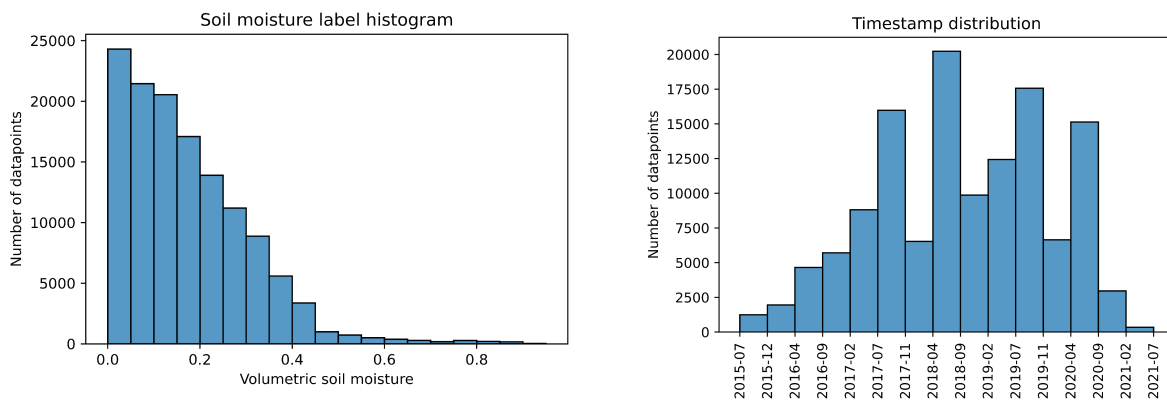 Soil moisture label histogram
25000
20000
15000
10000
5000
0
Number of datapoints
0.0 0.2 0.4 0.6 0.8
Volumetric soil moisture
Timestamp distribution
20000
17500
15000
12500
10000
7500
5000
2500
0
Number of datapoints
2015-07 2015-12 2016-04 2016-09 2017-02 2017-07 2017-11 2018-04 2018-09 2019-02 2019-07 2019-11 2020-04 2020-09 2021-02 2021-07